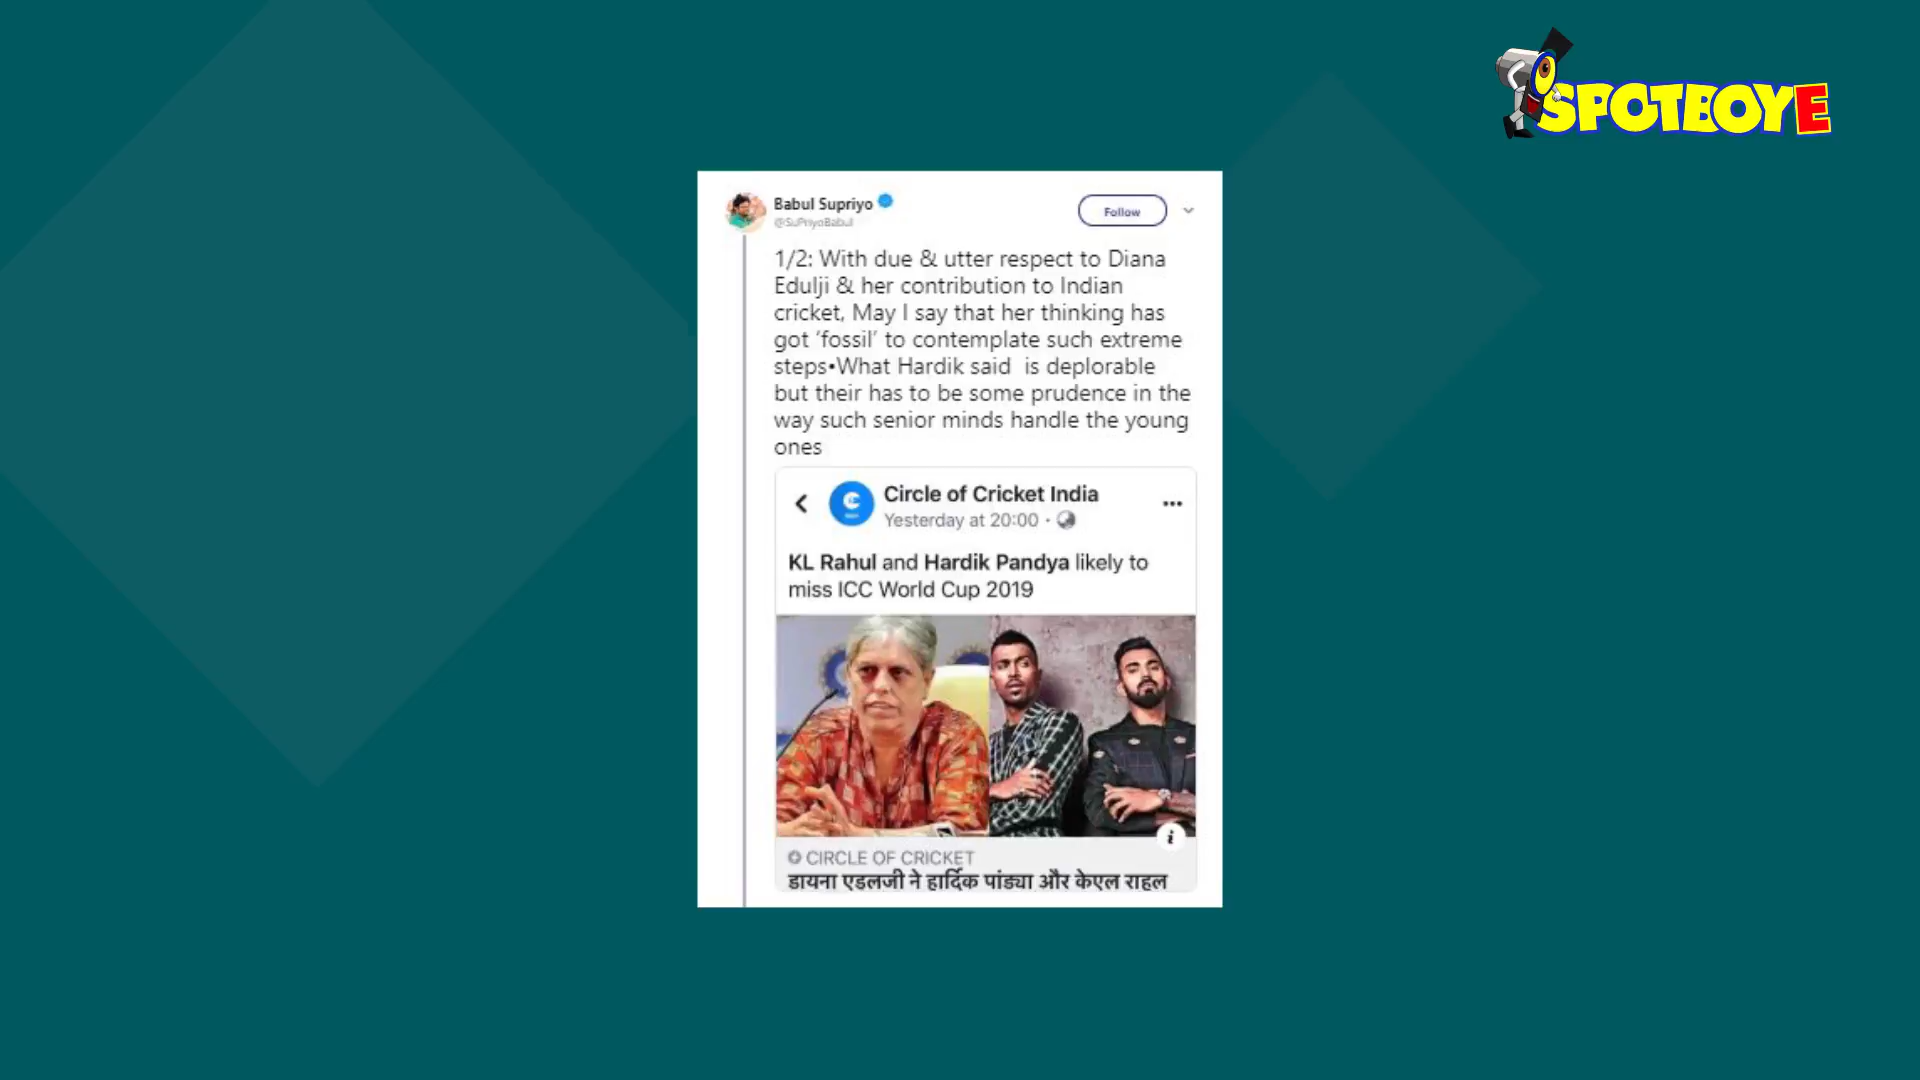 SPOTBOYE
Babul Supriyo
@SuPriyoBabul
Follow
1/2: With due & utter respect to Diana
Edulji & her contribution to Indian
cricket, May I say that her thinking has
got ‘fossil’ to contemplate such extreme
steps•What Hardik said is deplorable
but their has to be some prudence in the
way such senior minds handle the young
ones
Circle of Cricket India
Yesterday at 20:00 ·
KL Rahul and Hardik Pandya likely to
miss ICC World Cup 2019
CIRCLE OF CRICKET
डायना एडलजी ने हार्दिक पांड्या और केएल राहल